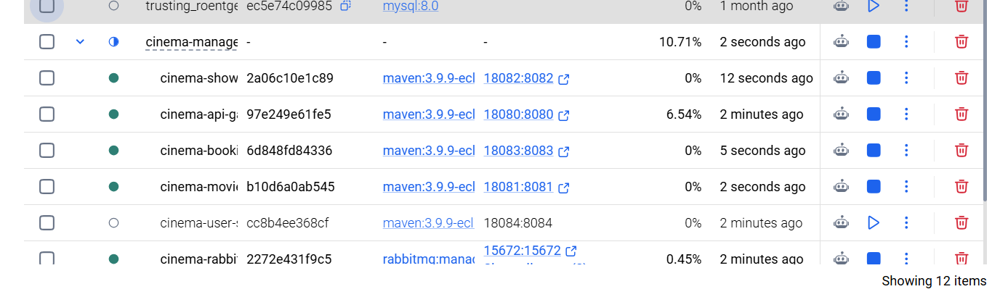 trusting_roentge ec5e74c09985 mysql:8.0 0% 1 month ago
cinema-manage - - - 10.71% 2 seconds ago
cinema-show 2a06c10e1c89 maven:3.9.9-ecl 18082:8082 0% 12 seconds ago
cinema-api-ga 97e249e61fe5 maven:3.9.9-ecl 18080:8080 6.54% 2 minutes ago
cinema-booki 6d848fd84336 maven:3.9.9-ecl 18083:8083 0% 5 seconds ago
cinema-movie b10d6a0ab545 maven:3.9.9-ecl 18081:8081 0% 2 seconds ago
cinema-user-s cc8b4ee368cf maven:3.9.9-ecl 18084:8084 0% 2 minutes ago
cinema-rabbi 2272e431f9c5 rabbitmq:manac 15672:15672 0.45% 2 minutes ago
Showing 12 items